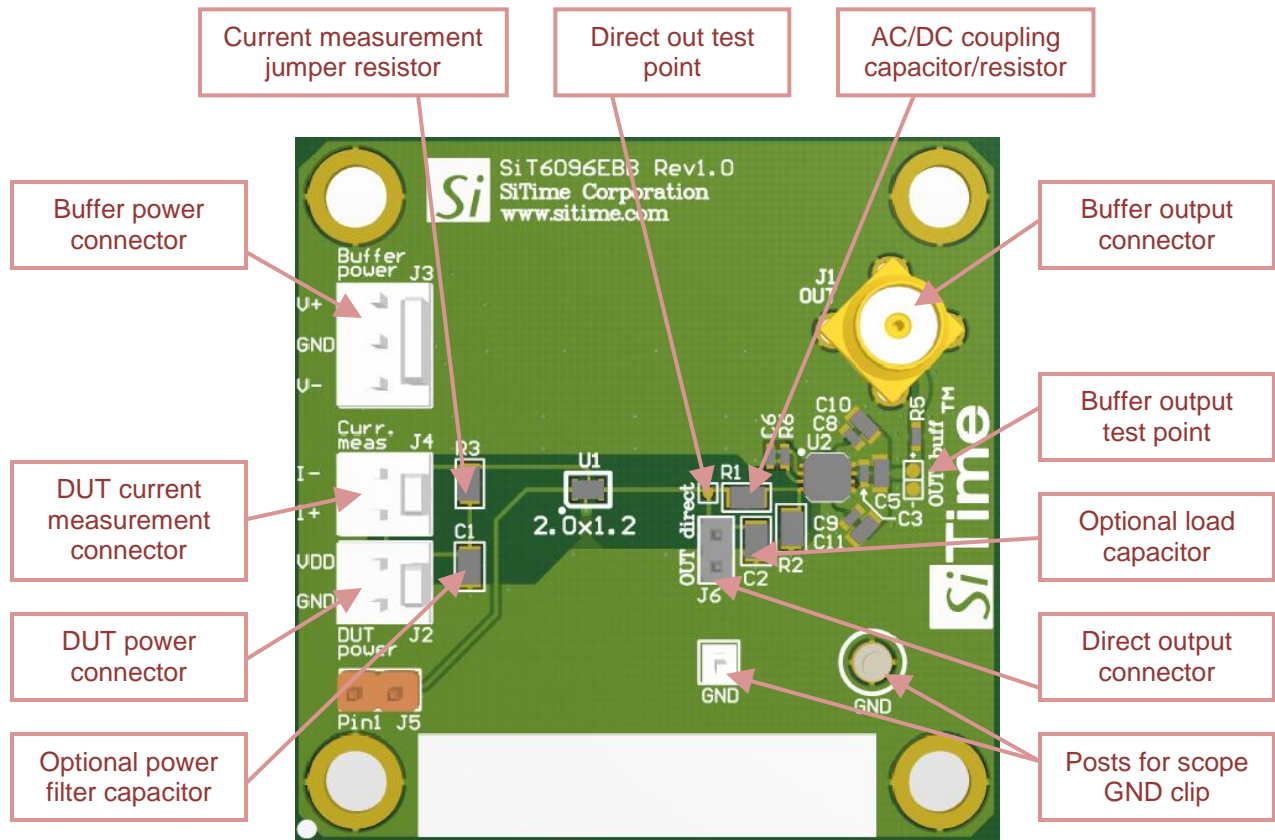 Current measurement
jumper resistor
Direct out test
point
AC/DC coupling
capacitor/resistor
Buffer power
connector
DUT current
measurement
connector
DUT power
connector
Optional power
filter capacitor
Si
SiT6096EBB Rev1.0
SiTime Corporation
www.sitime.com
Buffer
power J3
V+
GND
V-
Curr.
meas J4
I-
I+
R3
C1
VDD
GND
DUT J2
power
Pin1 J5
U1
2.0x1.2
J1
OUT
C6
R6
C10
C8
U2
R5
OUT buff
+
-
R1
OUT direct
C5
C3
C9
C11
C2
R2
J6
GND
GND
SiTime™
Buffer output
connector
Buffer output
test point
Optional load
capacitor
Direct output
connector
Posts for scope
GND clip